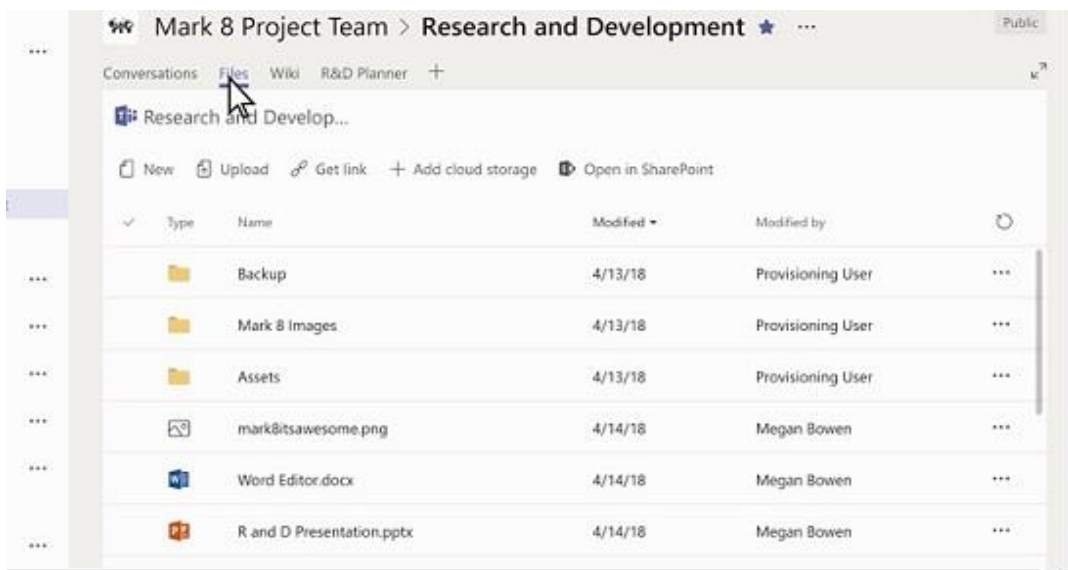 Mark 8 Project Team > Research and Development ... Public
Conversations Files Wiki R&D Planner +
Research and Develop...
New Upload Get link + Add cloud storage Open in SharePoint
Type Name Modified Modified by
Backup 4/13/18 Provisioning User ...
Mark 8 Images 4/13/18 Provisioning User ...
Assets 4/13/18 Provisioning User ...
mark8itsawesome.png 4/14/18 Megan Bowen ...
Word Editor.docx 4/14/18 Megan Bowen ...
R and D Presentation.pptx 4/14/18 Megan Bowen ...